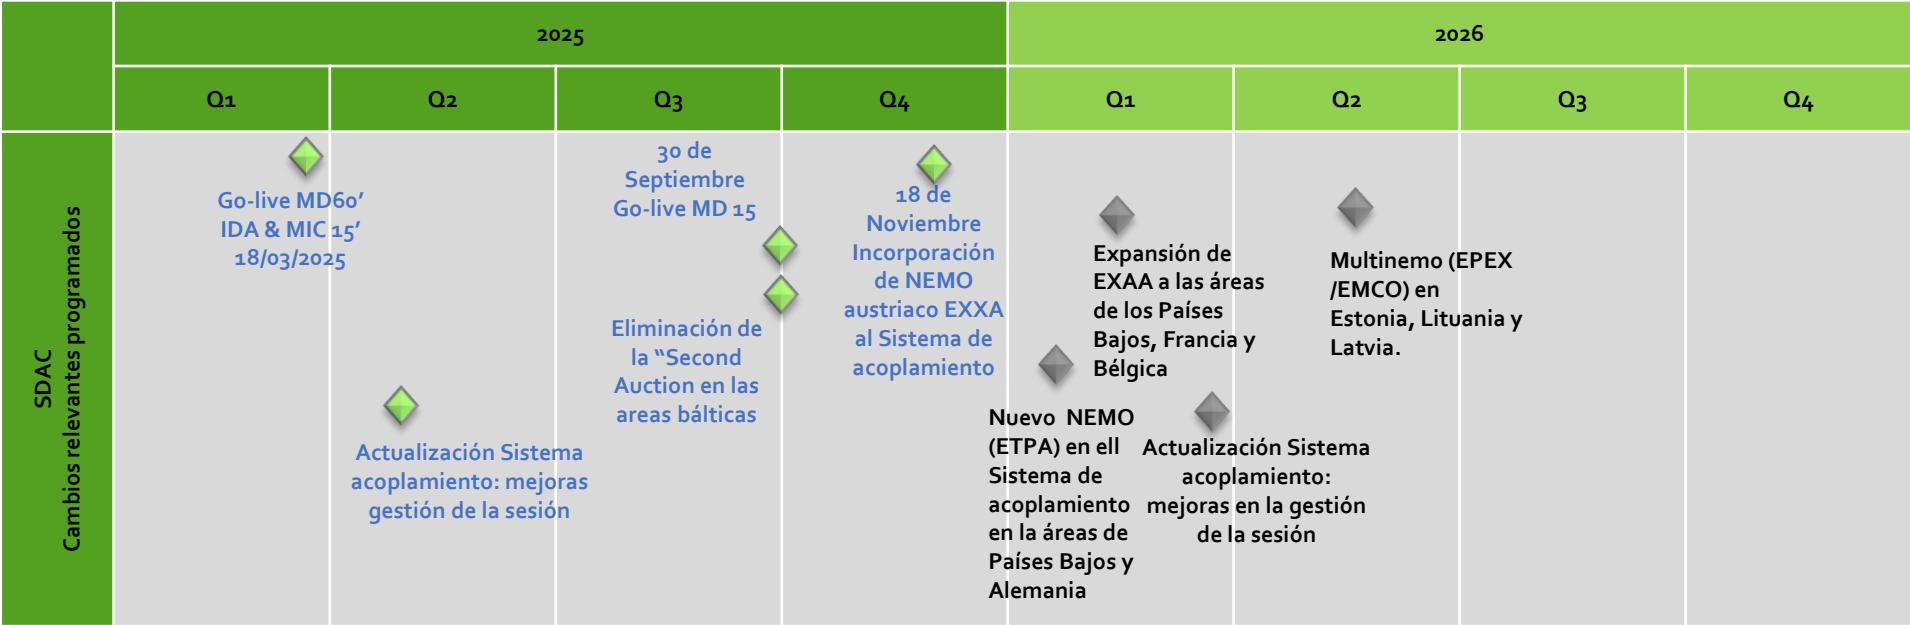 2025
2026
Q1
Q2
Q3
Q4
Q1
Q2
Q3
Q4
SDAC
Cambios relevantes programados
Go-live MD60’
IDA & MIC 15’
18/03/2025
Actualización Sistema
acoplamiento: mejoras
gestión de la sesión
30 de
Septiembre
Go-live MD 15
Eliminación de
la “Second
Auction en las
areas bálticas
18 de
Noviembre
Incorporación
de NEMO
austriaco EXXA
al Sistema de
acoplamiento
Nuevo NEMO
(ETPA) en ell
Sistema de
acoplamiento
en la áreas de
Países Bajos y
Alemania
Expansión de
EXAA a las áreas
de los Países
Bajos, Francia y
Bélgica
Actualización Sistema
acoplamiento:
mejoras en la gestión
de la sesión
Multinemo (EPEX
/EMCO) en
Estonia, Lituania y
Latvia.